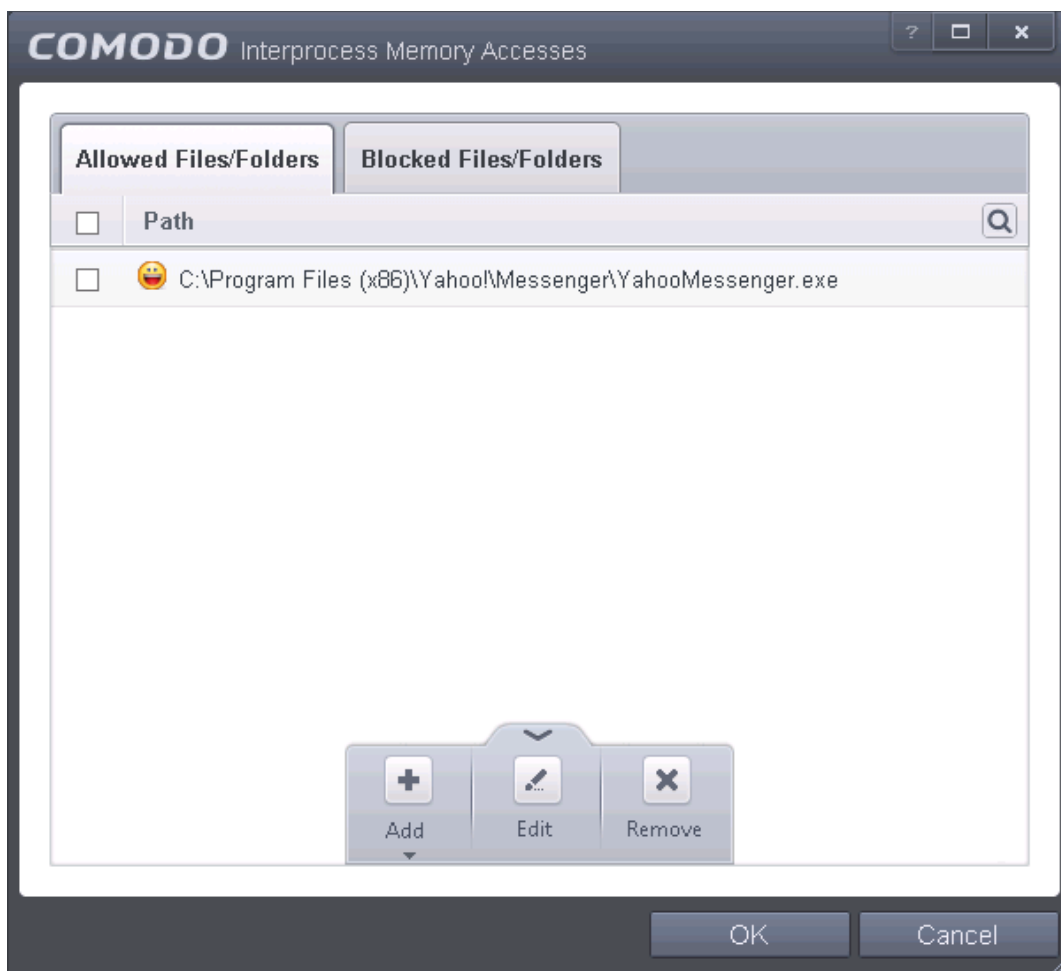 COMODO Interprocess Memory Accesses
?
Allowed Files/Folders Blocked Files/Folders
Path
C:\Program Files (x86)\Yahoo!\Messenger\YahooMessenger.exe
Add Edit Remove
OK Cancel